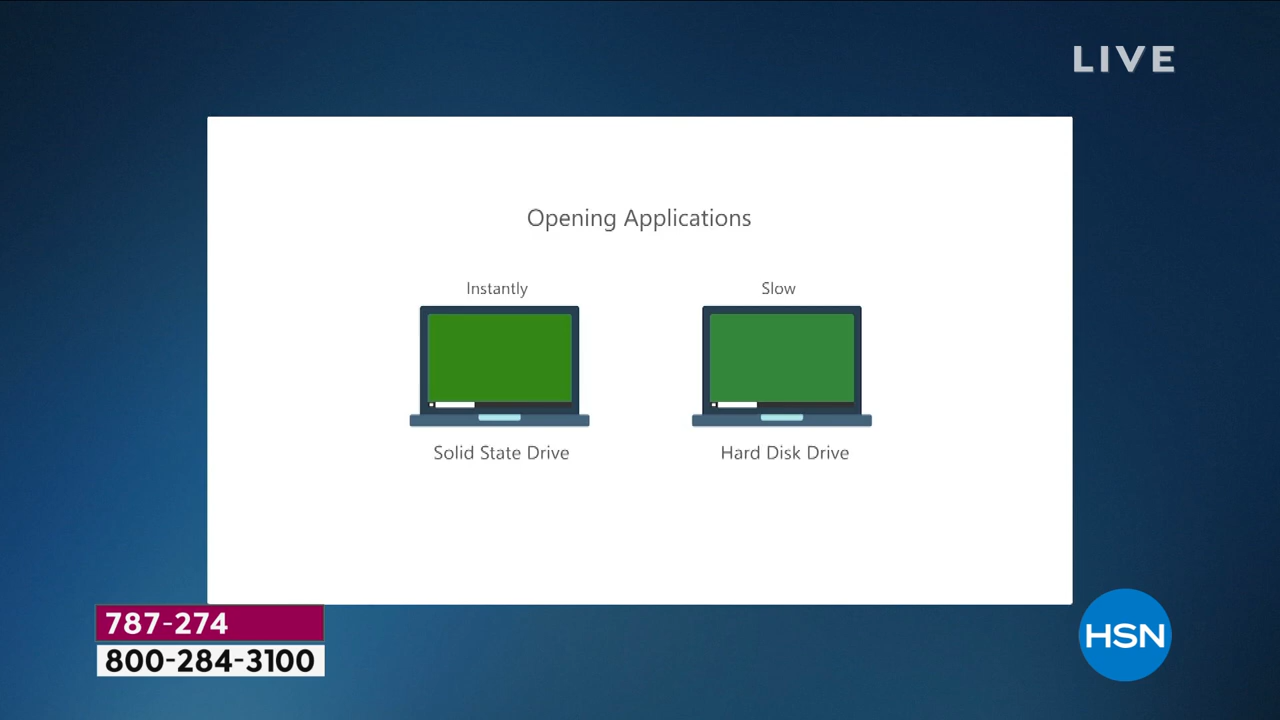 LIVE
Opening Applications
Instantly
Slow
Solid State Drive
Hard Disk Drive
787-274
800-284-3100
HSN